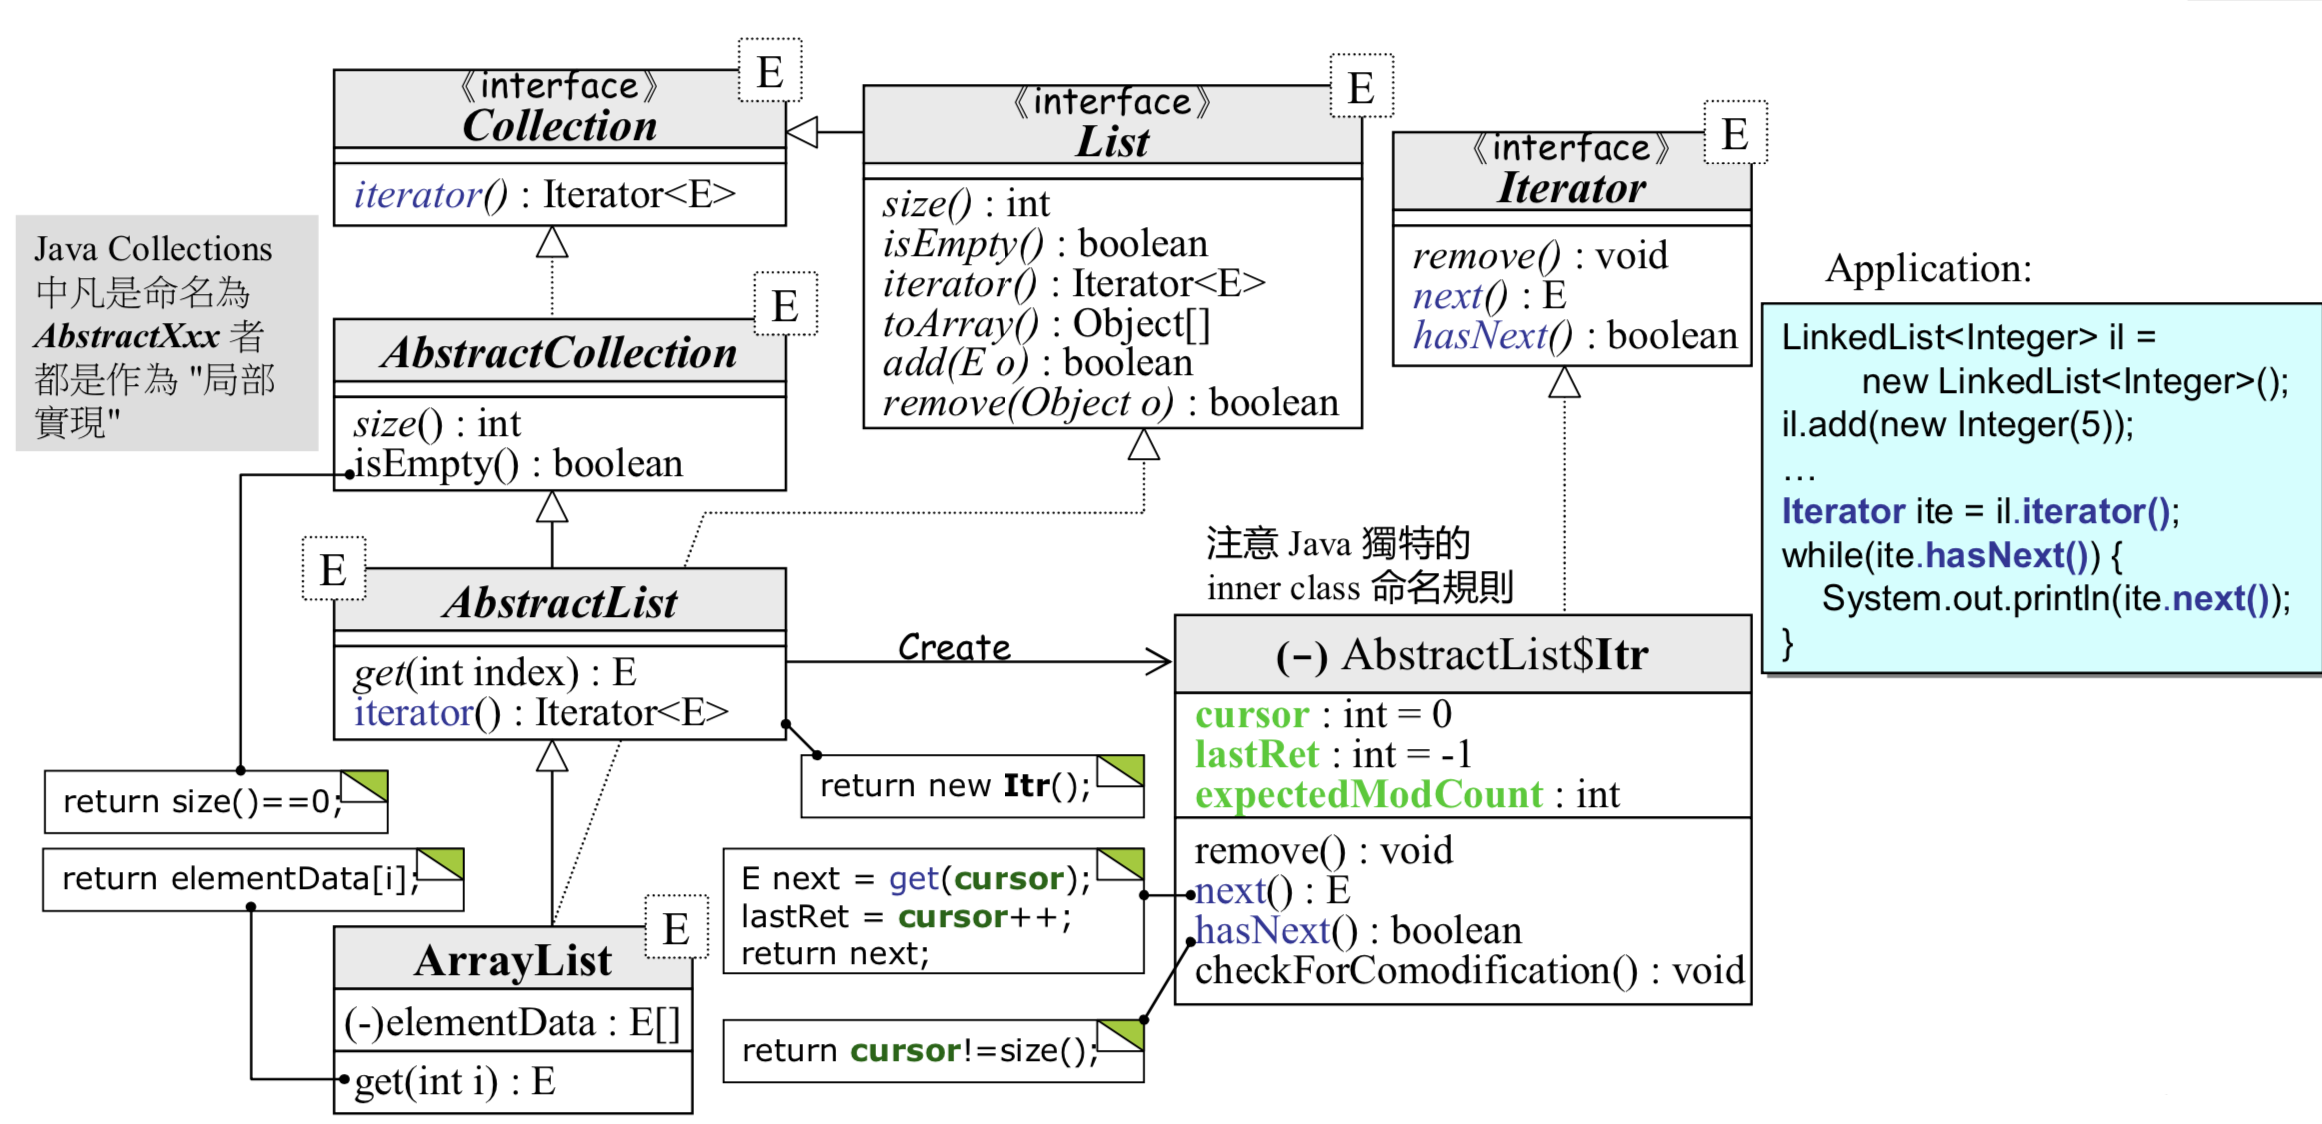 E
《interface》
Collection
iterator() : Iterator<E>
E
《interface》
List
size() : int
isEmpty() : boolean
iterator() : Iterator<E>
toArray() : Object[]
add(E o) : boolean
remove(Object o) : boolean
E
《interface》
Iterator
remove() : void
next() : E
hasNext() : boolean
Java Collections
中凡是命名為
AbstractXxx 者
都是作為 "局部
實現"
E
AbstractCollection
size() : int
isEmpty() : boolean
Application:
LinkedList<Integer> il =
new LinkedList<Integer>();
il.add(new Integer(5));
…
Iterator ite = il.iterator();
while(ite.hasNext()) {
System.out.println(ite.next());
}
E
AbstractList
get(int index) : E
iterator() : Iterator<E>
Create
注意 Java 獨特的
inner class 命名規則
(-) AbstractList$Itr
cursor : int = 0
lastRet : int = -1
expectedModCount : int
remove() : void
next() : E
hasNext() : boolean
checkForComodification() : void
return new Itr();
return size()==0;
return elementData[i];
E next = get(cursor);
lastRet = cursor++;
return next;
return cursor!=size();
E
ArrayList
(-)elementData : E[]
get(int i) : E